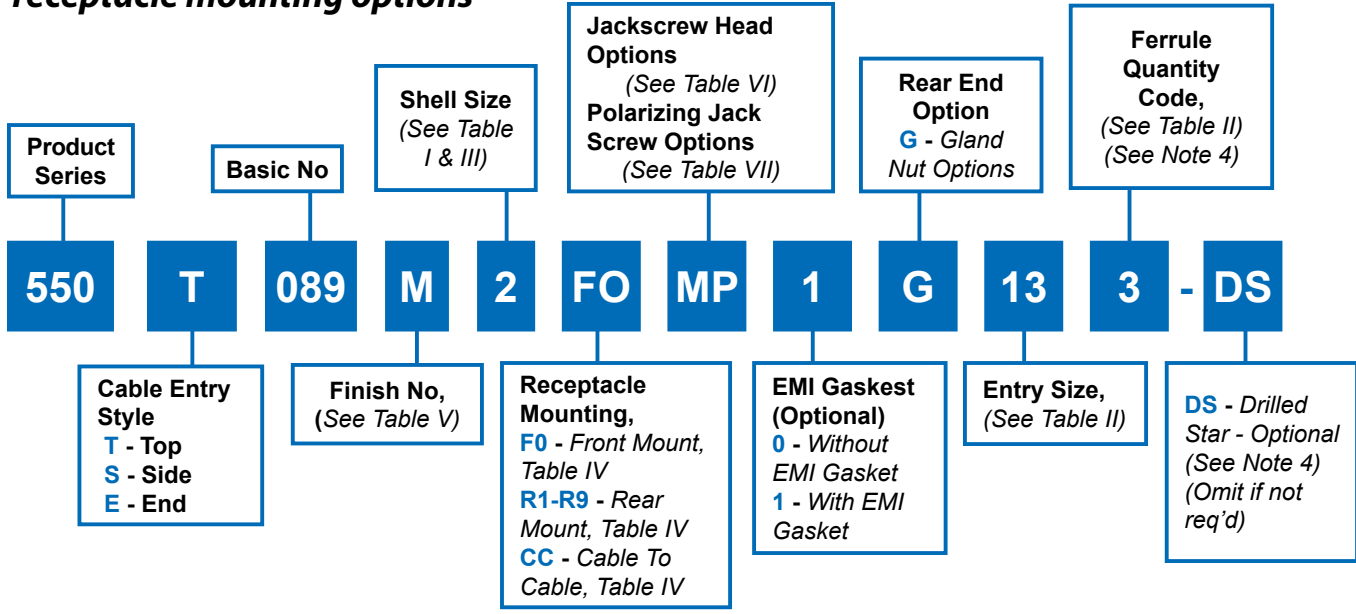 receptacle mounting options
Product
Series
Basic No
Shell Size
(See Table
I & III)
Jackscrew Head
Options
(See Table VI)
Polarizing Jack
Screw Options
(See Table VII)
Rear End
Option
G - Gland
Nut Options
Ferrule
Quantity
Code,
(See Table II)
(See Note 4)
550 T 089 M 2 FO MP 1 G 13 3 - DS
Cable Entry
Style
T - Top
S - Side
E - End
Finish No,
(See Table V)
Receptacle
Mounting,
F0 - Front Mount,
Table IV
R1-R9 - Rear
Mount, Table IV
CC - Cable To
Cable, Table IV
EMI Gaskest
(Optional)
0 - Without
EMI Gasket
1 - With EMI
Gasket
Entry Size,
(See Table II)
DS - Drilled
Star - Optional
(See Note 4)
(Omit if not
req'd)